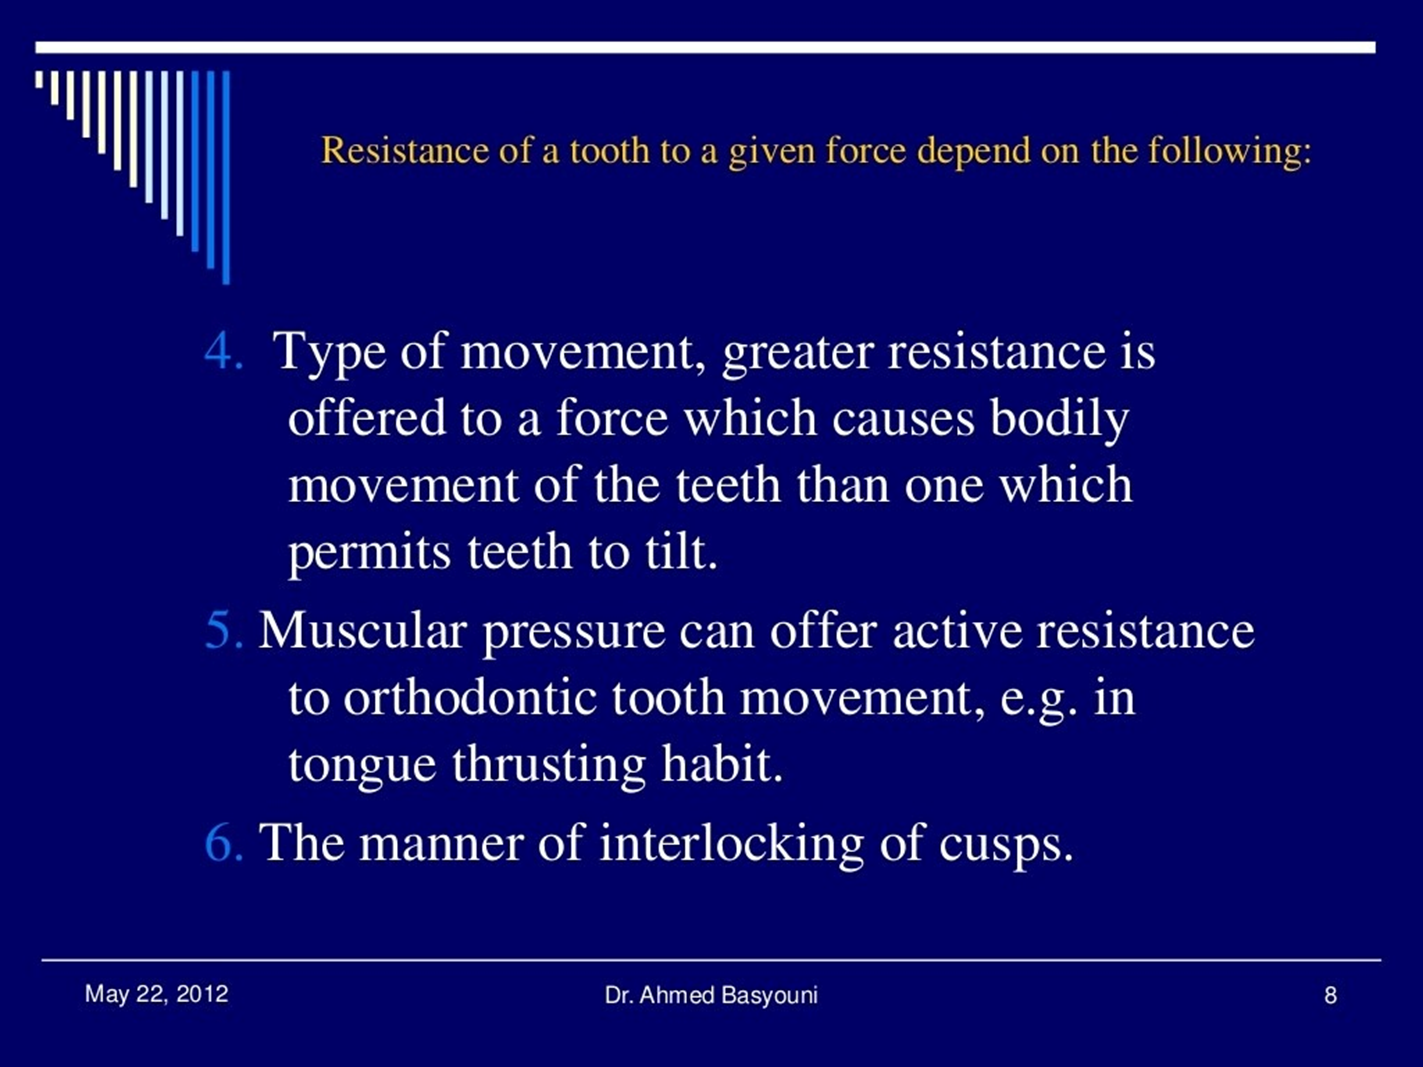 Resistance of a tooth to a given force depend on the following:
4. Type of movement, greater resistance is
offered to a force which causes bodily
movement of the teeth than one which
permits teeth to tilt.
5. Muscular pressure can offer active resistance
to orthodontic tooth movement, e.g. in
tongue thrusting habit.
6. The manner of interlocking of cusps.
May 22, 2012
Dr. Ahmed Basyouni
8